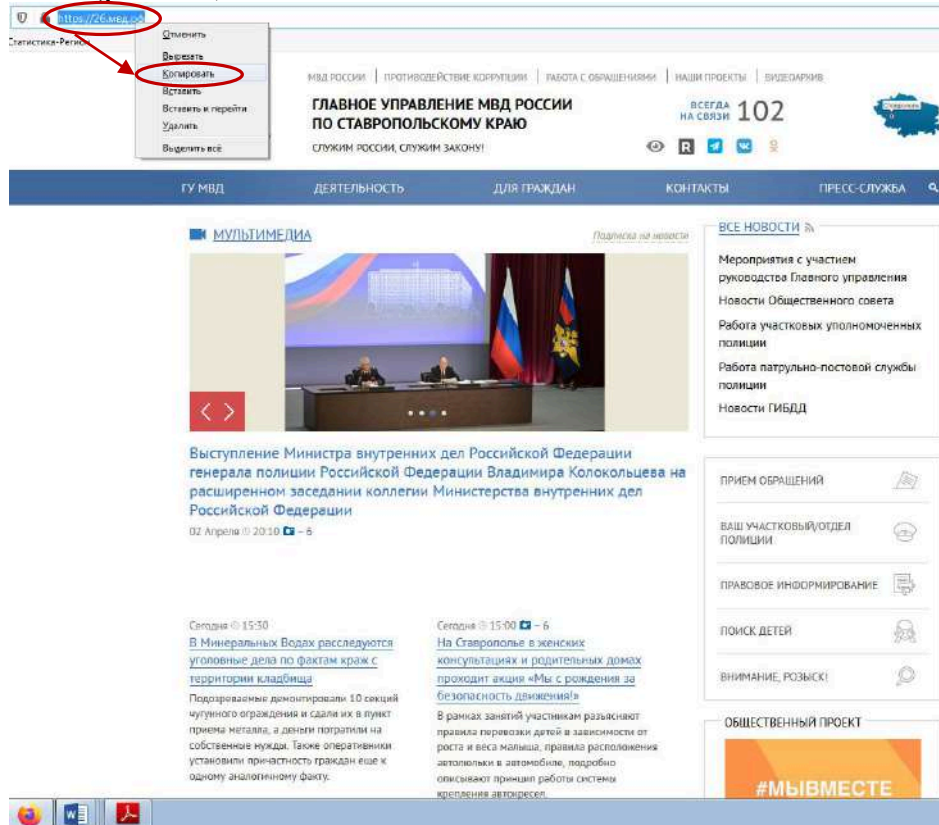 https://26.мвд.рф
Статистика-Регион
Отменить
Вырезать
Копировать
Вставить
Вставить и перейти
Удалить
Выделить всё
МВД РОССИИ | ПРОТИВОДЕЙСТВИЕ КОРРУПЦИИ | РАБОТА С ОБРАЩЕНИЯМИ | НАШИ ПРОЕКТЫ | ВИДЕОАРХИВ
ГЛАВНОЕ УПРАВЛЕНИЕ МВД РОССИИ
ПО СТАВРОПОЛЬСКОМУ КРАЮ
СЛУЖИМ РОССИИ, СЛУЖИМ ЗАКОНУ!
ВСЕГДА
НА СВЯЗИ 102
ГУ МВД ДЕЯТЕЛЬНОСТЬ ДЛЯ ГРАЖДАН КОНТАКТЫ ПРЕСС-СЛУЖБА
МУЛЬТИМЕДИА
Подписка на новости
Выступление Министра внутренних дел Российской Федерации
генерала полиции Российской Федерации Владимира Колокольцева на
расширенном заседании коллегии Министерства внутренних дел
Российской Федерации
02 Апреля 20:10 – 6
Сегодня 15:30
В Минеральных Водах расследуются
уголовные дела по фактам краж с
территории кладбища
Подозреваемые демонтировали 10 секций
чугунного ограждения и сдали их в пункт
приема металла, а деньги потратили на
собственные нужды. Также оперативники
установили причастность граждан еще к
одному аналогичному факту.
Сегодня 15:00 – 6
На Ставрополье в женских
консультациях и родительных домах
проходит акция «Мы с рождения за
безопасность движения!»
В рамках занятий участникам разъясняют
правила перевозки детей в зависимости от
роста и веса малыша, правила расположения
автолюльки в автомобиле, подробно
описывают принцип работы системы
крепления автокресел.
ВСЕ НОВОСТИ
Мероприятия с участием
руководства Главного управления
Новости Общественного совета
Работа участковых уполномоченных
полиции
Работа патрульно-постовой службы
полиции
Новости ГИБДД
ПРИЕМ ОБРАЩЕНИЙ
ВАШ УЧАСТКОВЫЙ/ОТДЕЛ
ПОЛИЦИИ
ПРАВОВОЕ ИНФОРМИРОВАНИЕ
ПОИСК ДЕТЕЙ
ВНИМАНИЕ, РОЗЫСК!
ОБЩЕСТВЕННЫЙ ПРОЕКТ
#МЫВМЕСТЕ